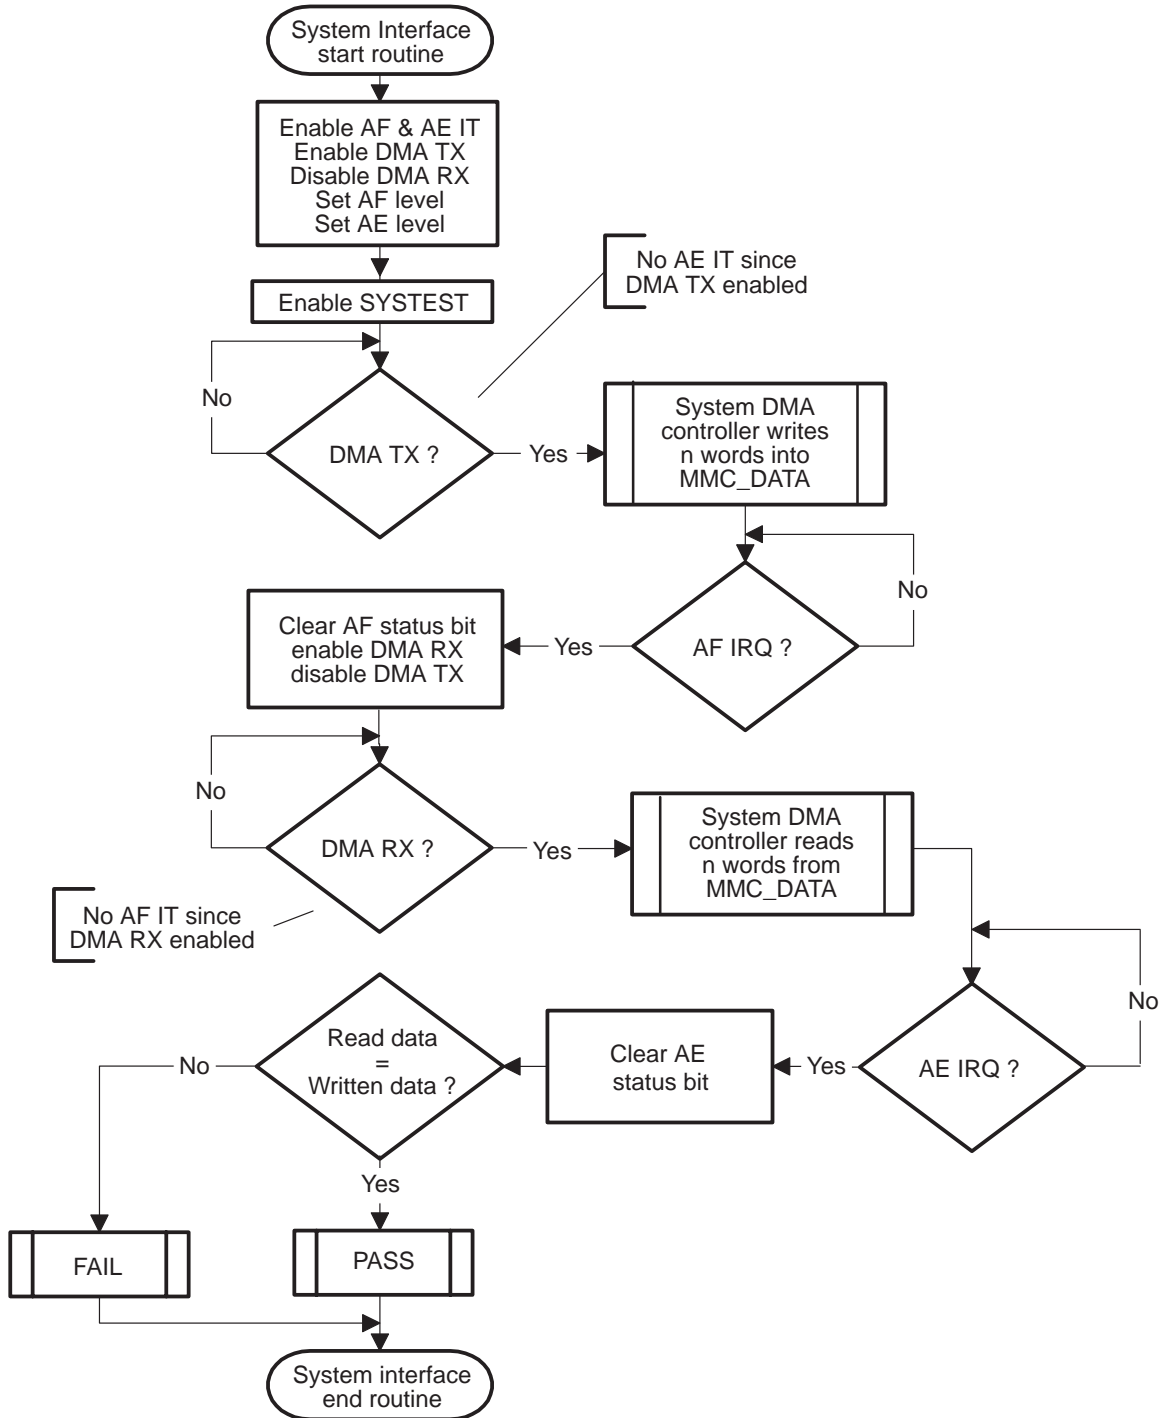 System Interface
start routine
Enable AF & AE IT
Enable DMA TX
Disable DMA RX
Set AF level
Set AE level
No AE IT since
DMA TX enabled
Enable SYSTEST
No
DMA TX ?
Yes
System DMA
controller writes
n words into
MMC_DATA
No
AF IRQ ?
Yes
Clear AF status bit
enable DMA RX
disable DMA TX
No
DMA RX ?
Yes
System DMA
controller reads
n words from
MMC_DATA
No AF IT since
DMA RX enabled
No
AE IRQ ?
Yes
Clear AE
status bit
Read data
=
Written data ?
No
Yes
FAIL
PASS
System interface
end routine